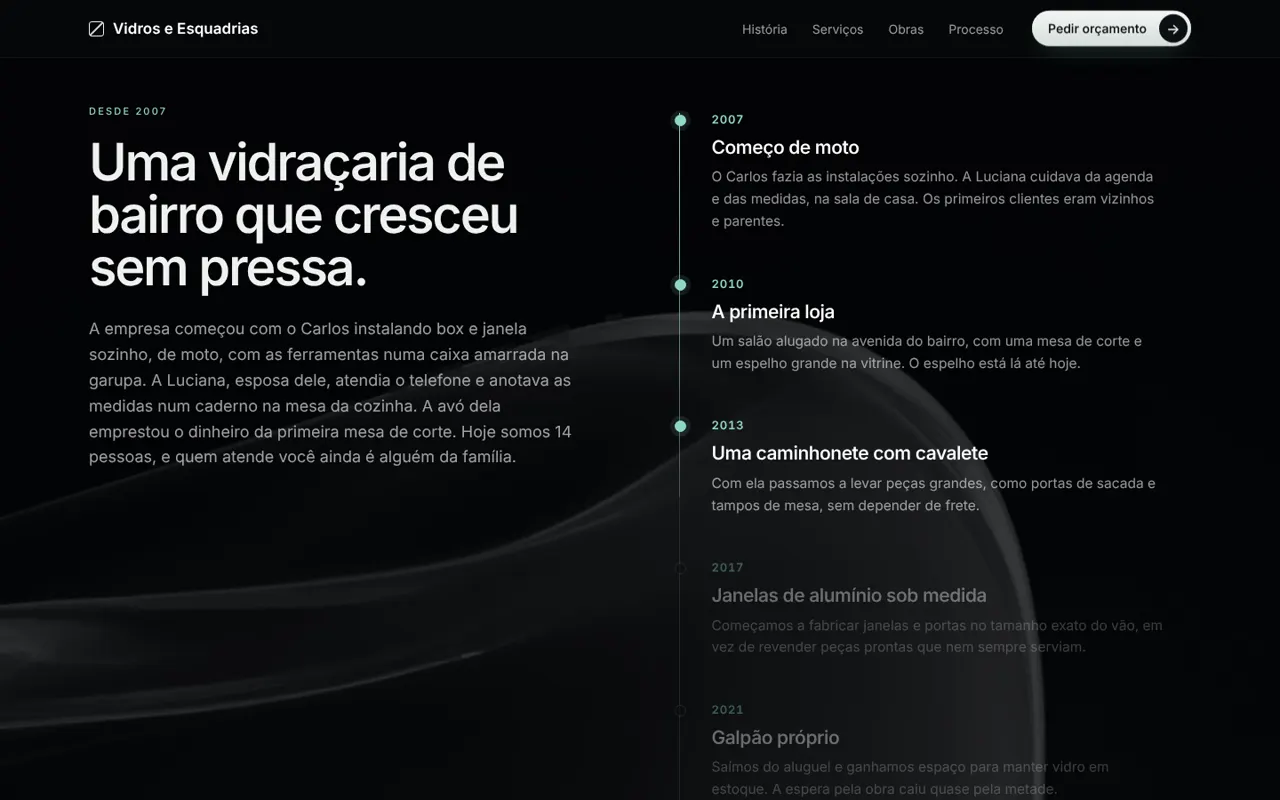 Vidros e Esquadrias
História
Serviços
Obras
Processo
Pedir orçamento
DESDE 2007
Uma vidraçaria de
bairro que cresceu
sem pressa.
A empresa começou com o Carlos instalando box e janela
sozinho, de moto, com as ferramentas numa caixa amarrada na
garupa. A Luciana, esposa dele, atendia o telefone e anotava as
medidas num caderno na mesa da cozinha. A avó dela
emprestou o dinheiro da primeira mesa de corte. Hoje somos 14
pessoas, e quem atende você ainda é alguém da família.
2007
Começo de moto
O Carlos fazia as instalações sozinho. A Luciana cuidava da agenda
e das medidas, na sala de casa. Os primeiros clientes eram vizinhos
e parentes.
2010
A primeira loja
Um salão alugado na avenida do bairro, com uma mesa de corte e
um espelho grande na vitrine. O espelho está lá até hoje.
2013
Uma caminhonete com cavalete
Com ela passamos a levar peças grandes, como portas de sacada e
tampos de mesa, sem depender de frete.
2017
Janelas de alumínio sob medida
Começamos a fabricar janelas e portas no tamanho exato do vão, em
vez de revender peças prontas que nem sempre serviam.
2021
Galpão próprio
Saímos do aluguel e ganhamos espaço para manter vidro em
estoque. A espera pela obra caiu quase pela metade.